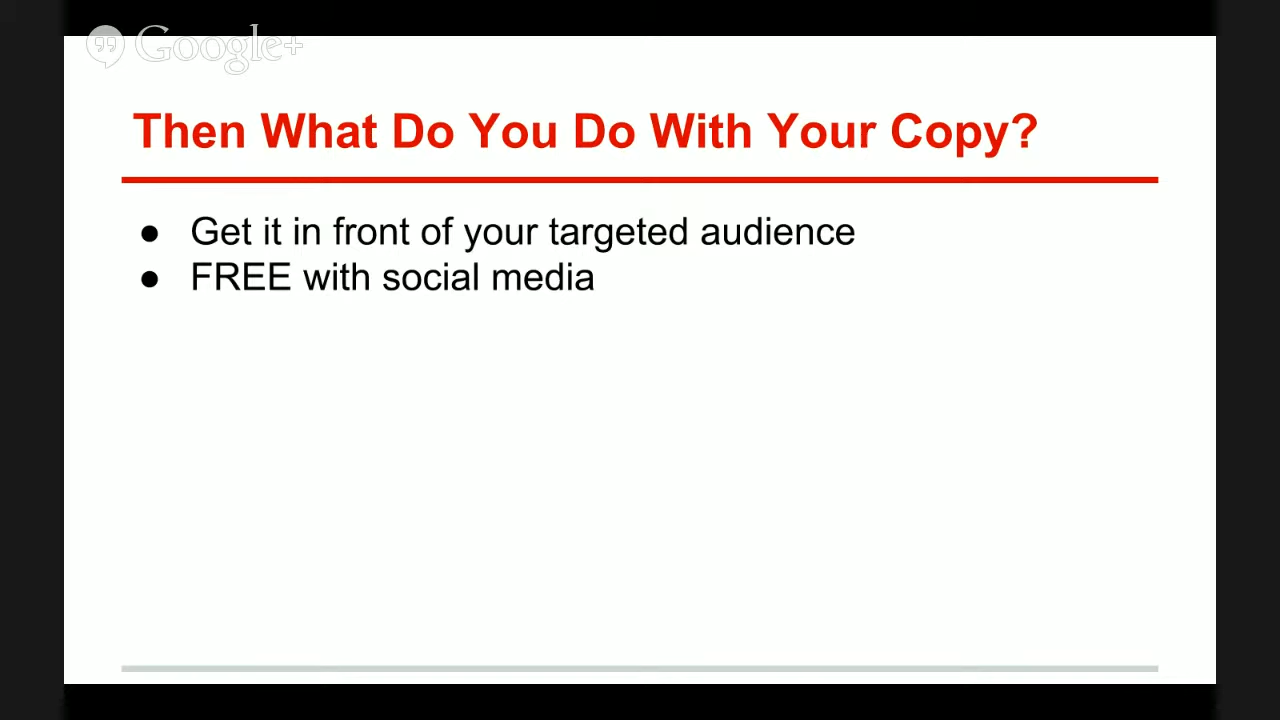 Google+
Then What Do You Do With Your Copy?
● Get it in front of your targeted audience
● FREE with social media